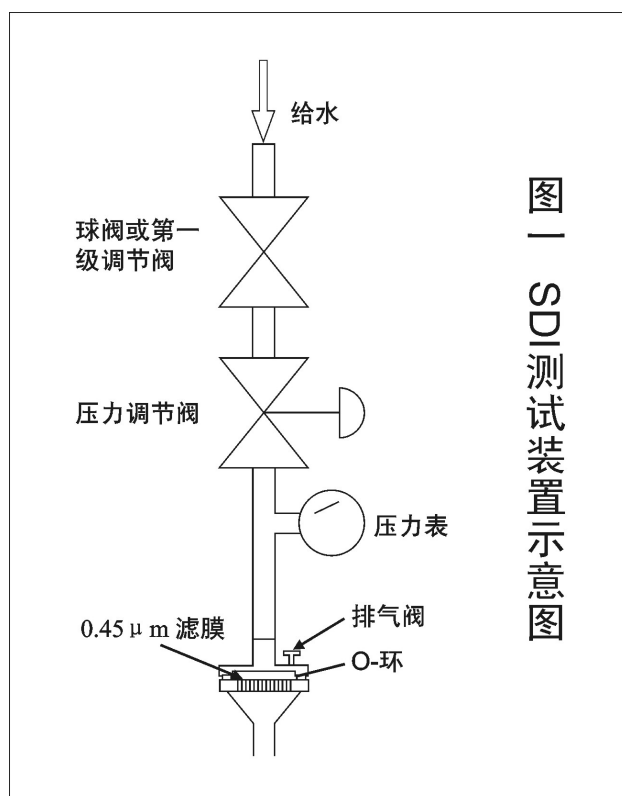 给水
球阀或第一
级调节阀
压力调节阀
压力表
排气阀
0.45μm 滤膜
O-环
图一 SDI测试装置示意图